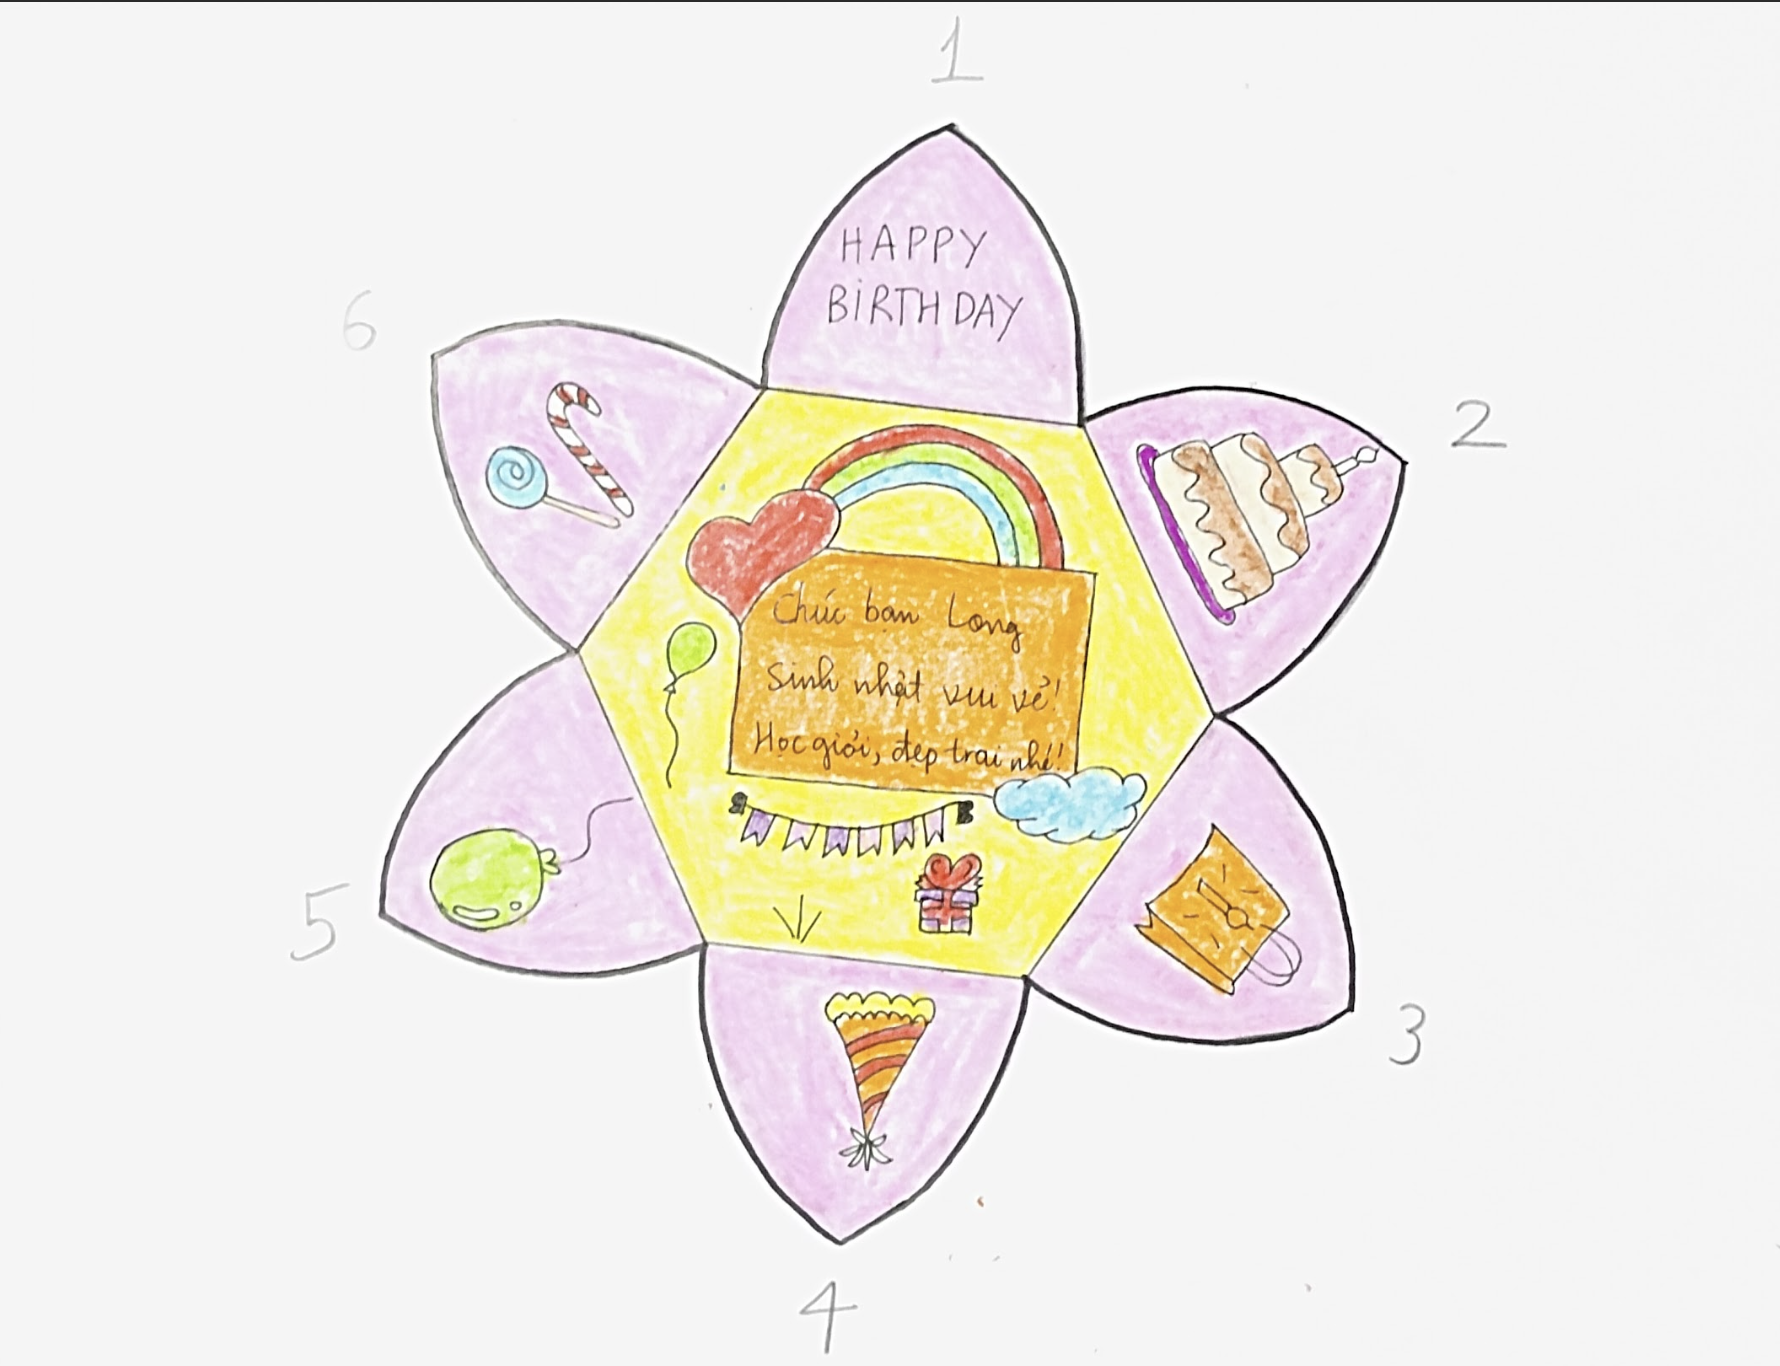 1
HAPPY
BiRTHDAY
6
2
Chúc bạn Long
Sinh nhật vui vẻ!
Học giỏi, đẹp trai nhé!
5
3
4